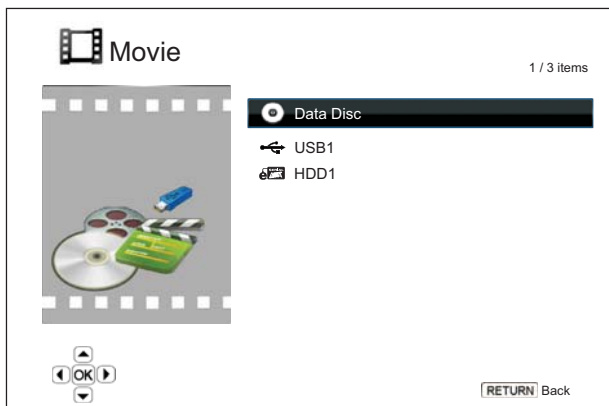 Movie
1 / 3 items
Data Disc
USB1
HDD1
OK
RETURN Back